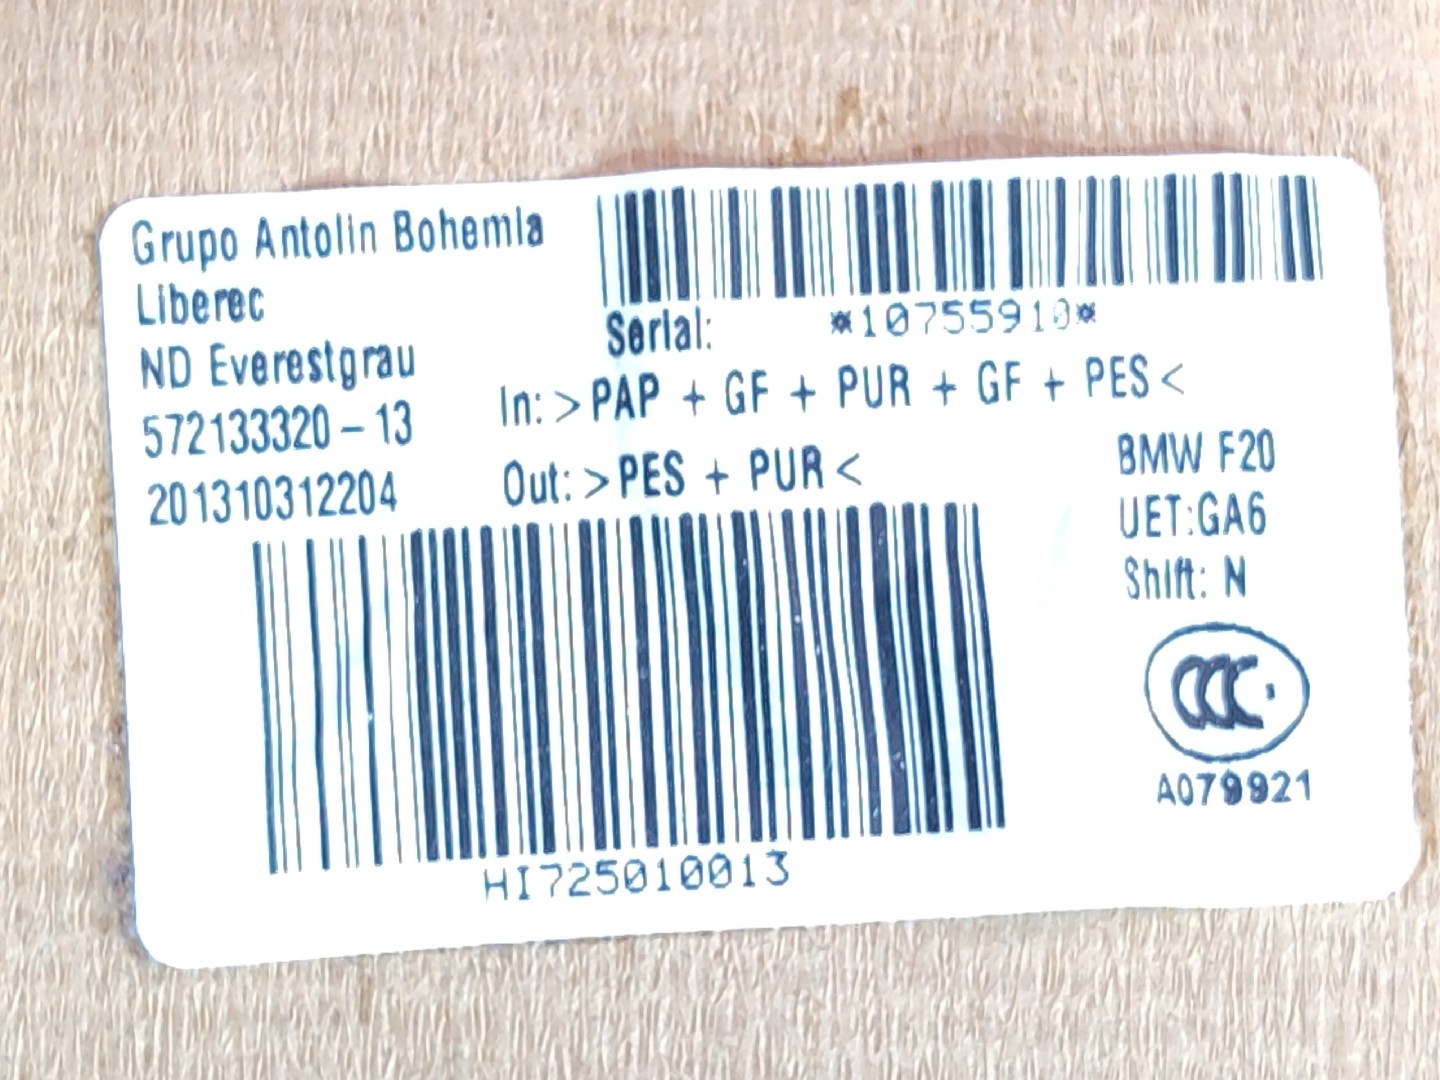 Grupo Antolin Bohemia
Liberec
ND Everestgrau
572133320-13
201310312204
Serial: *10755910*
In: >PAP + GF + PUR + GF + PES<
Out: >PES + PUR<
BMW F20
UET:GA6
Shift: N
CCC
A079921
HI725010013